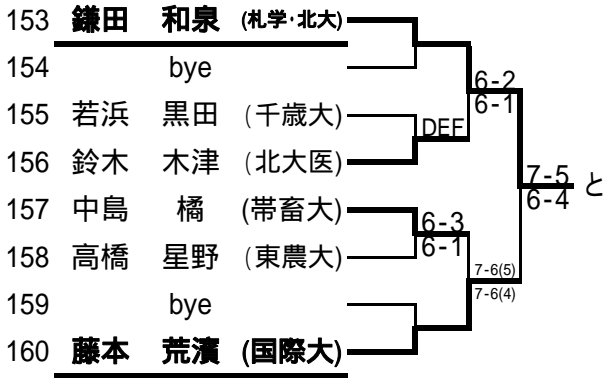 153 鎌田 和泉 (札学･北大)
154 bye
155 若浜 黒田 (千歳大)
156 鈴木 木津 (北大医)
157 中島 橘 (帯畜大)
158 高橋 星野 (東農大)
159 bye
160 藤本 荒濱 (国際大)
DEF
6-3
6-1
6-2
6-1
7-6(5)
7-6(4)
7-5
6-4
と